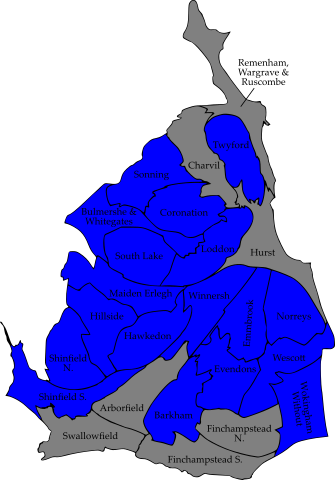 Remenham,
Wargrave &
Ruscombe
Twyford
Charvil
Sonning
Bulmershe &
Whitegates
Coronation
Loddon
South Lake
Hurst
Maiden Erlegh
Winnersh
Hillside
Emmbrook
Norreys
Hawkedon
Shinfield
N.
Evendons
Wescott
Shinfield S.
Wokingham
Without
Arborfield
Barkham
Finchampstead
N.
Swallowfield
Finchampstead S.